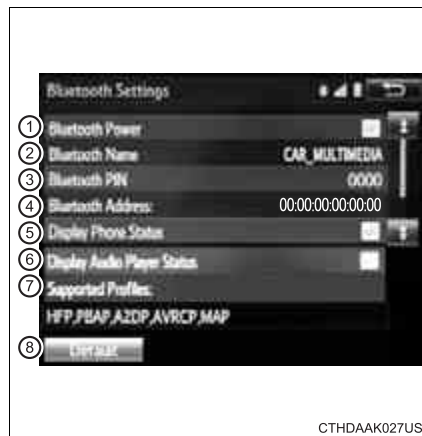 Bluetooth Settings
1 Bluetooth Power
2 Bluetooth Name CAR_MULTIMEDIA
3 Bluetooth PIN 0000
4 Bluetooth Address: 00:00:00:00:00:00
5 Display Phone Status
6 Display Audio Player Status
7 Supported Profiles:
HFP,PBAP,A2DP,AVRCP,MAP
8 Default
CTHDAAK027US